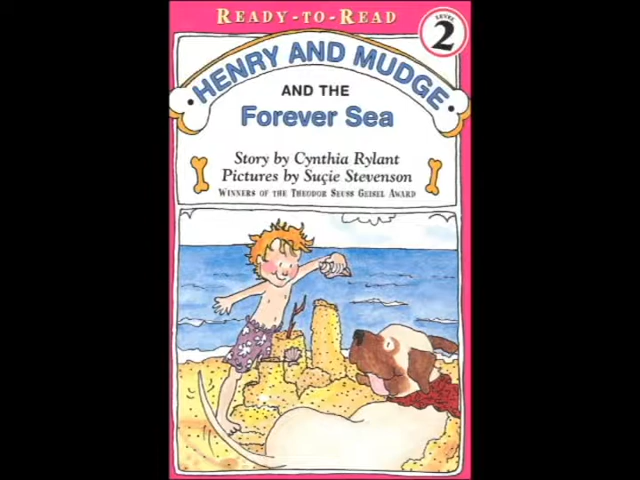 READY-TO-READ
LEVEL
2
HENRY AND MUDGE
AND THE
Forever Sea
Story by Cynthia Rylant
Pictures by Suçie Stevenson
WINNERS OF THE THEODOR SEUSS GEISEL AWARD